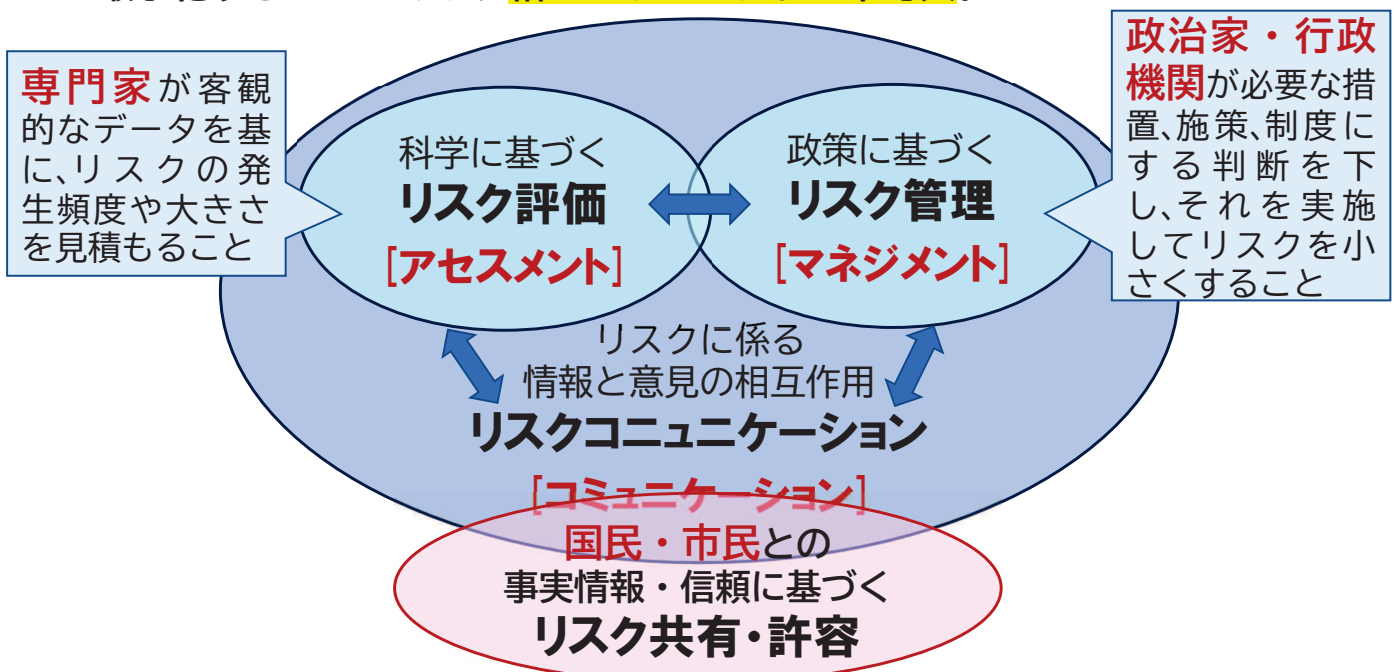 専門家が客観
的なデータを基
に、リスクの発
生頻度や大きさ
を見積もること
政治家・行政
機関が必要な措
置、施策、制度に
する判断を下
し、それを実施
してリスクを小
さくすること
科学に基づく
リスク評価
[アセスメント]
政策に基づく
リスク管理
[マネジメント]
リスクに係る
情報と意見の相互作用
リスクコニュニケーション
[コミュニケーション]
国民・市民との
事実情報・信頼に基づく
リスク共有・許容